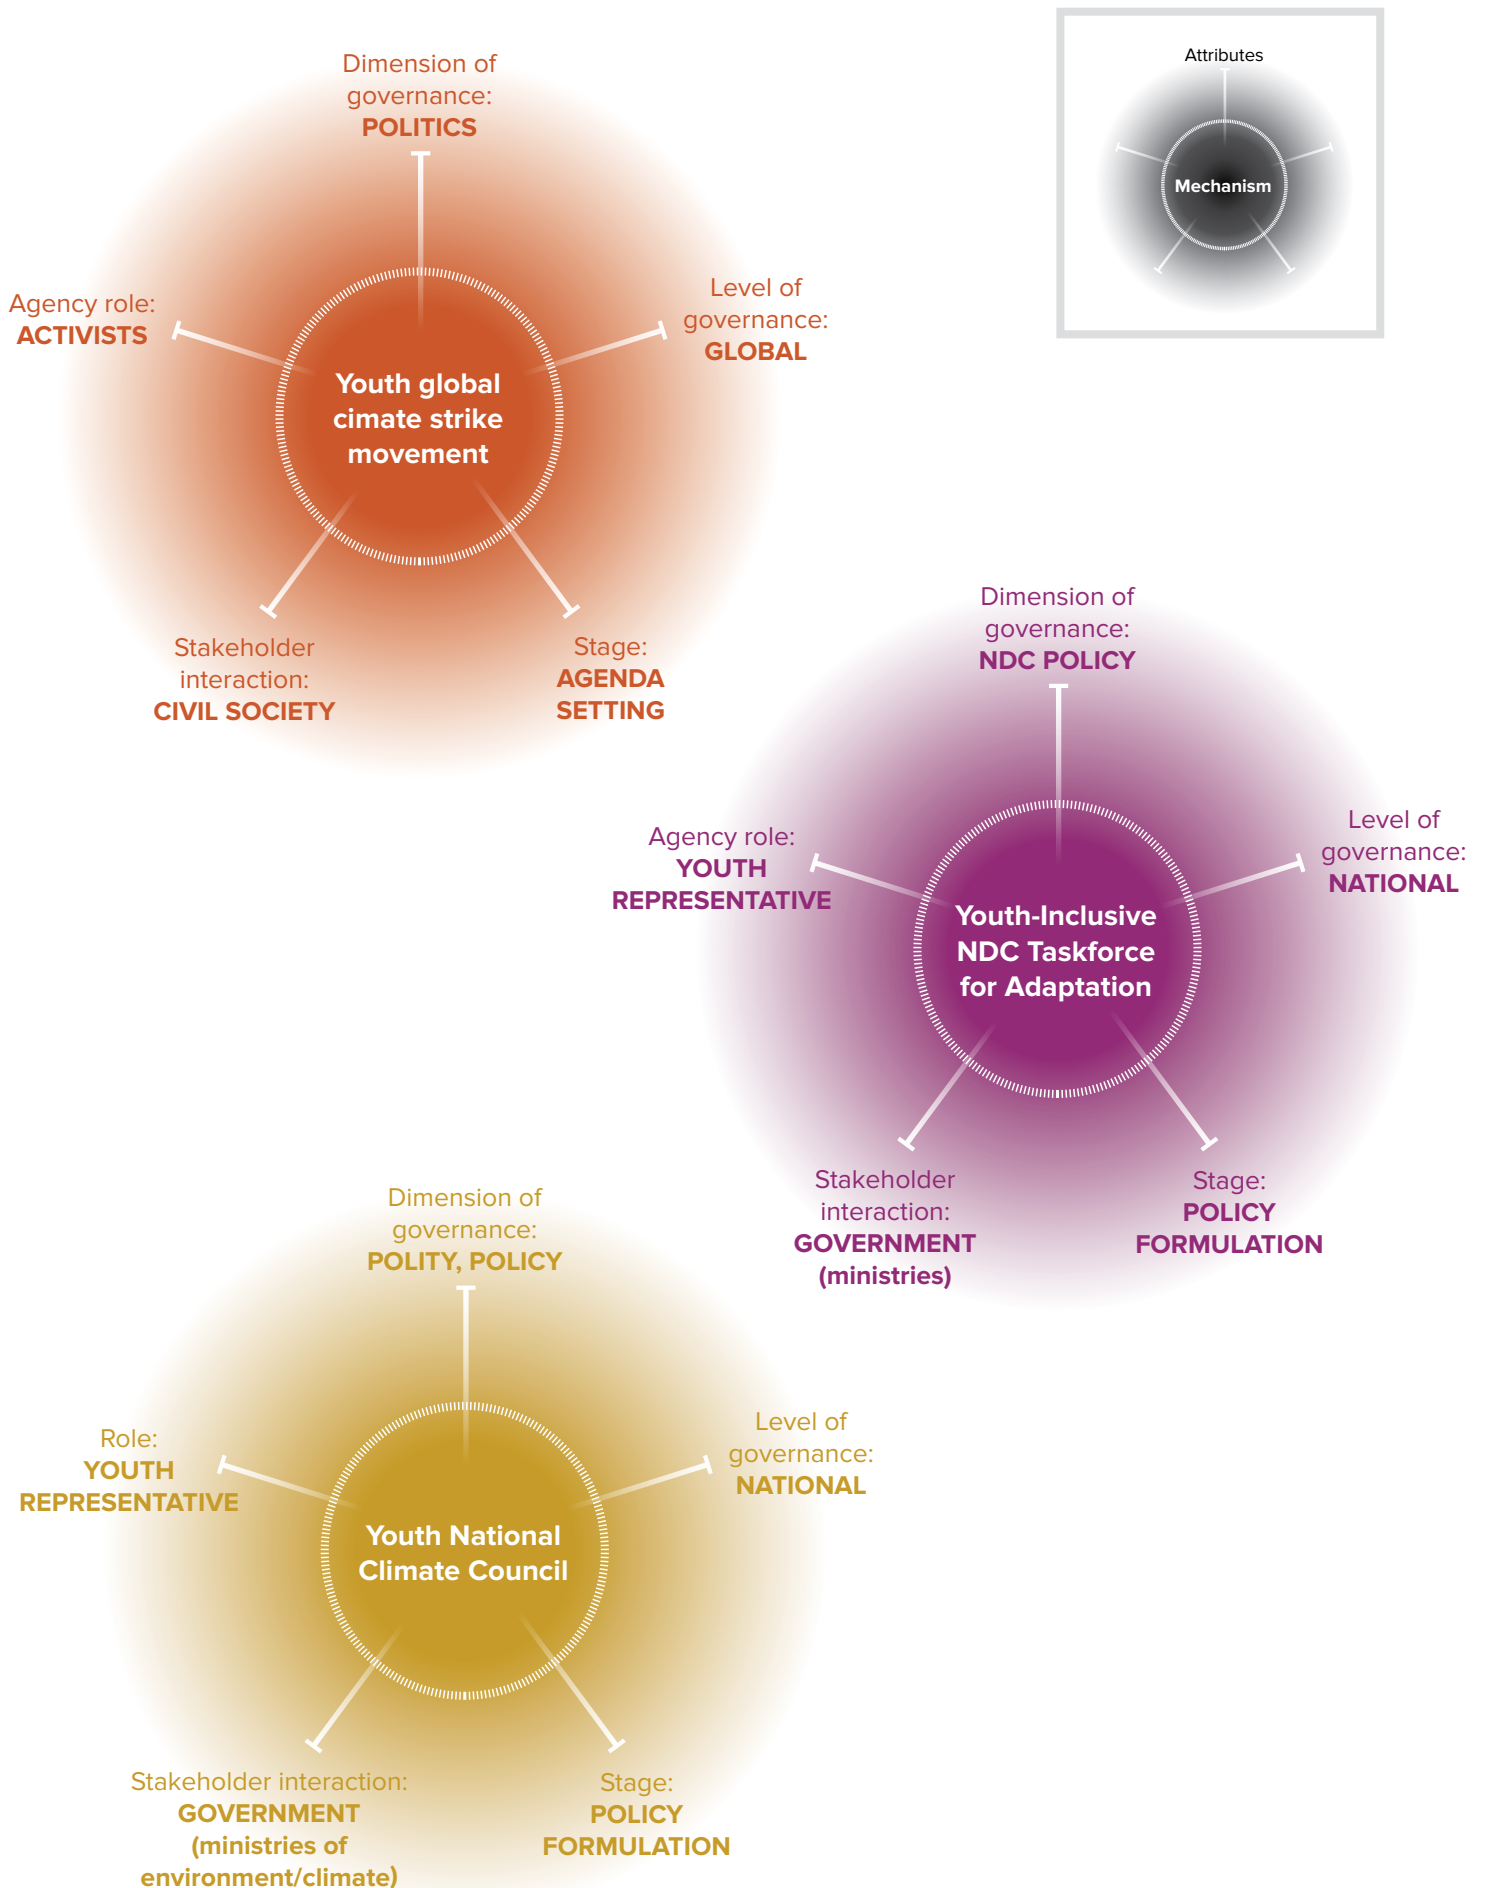 Attributes
Mechanism
Dimension of
governance:
POLITICS
Agency role:
ACTIVISTS
Level of
governance:
GLOBAL
Youth global
cimate strike
movement
Stakeholder
interaction:
CIVIL SOCIETY
Stage:
AGENDA
SETTING
Dimension of
governance:
NDC POLICY
Agency role:
YOUTH
REPRESENTATIVE
Level of
governance:
NATIONAL
Youth-Inclusive
NDC Taskforce
for Adaptation
Stakeholder
interaction:
GOVERNMENT
(ministries)
Stage:
POLICY
FORMULATION
Dimension of
governance:
POLITY, POLICY
Role:
YOUTH
REPRESENTATIVE
Level of
governance:
NATIONAL
Youth National
Climate Council
Stakeholder interaction:
GOVERNMENT
(ministries of
environment/climate)
Stage:
POLICY
FORMULATION